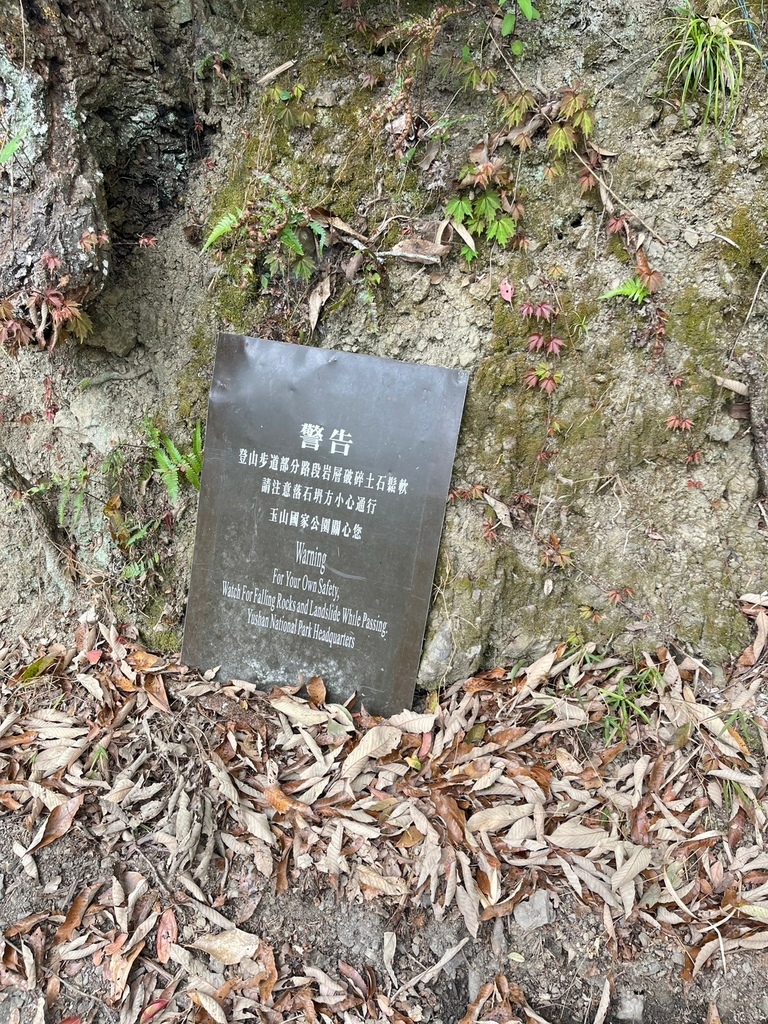 警告
登山步道部分路段岩層破碎土石鬆軟
請注意落石坍方小心通行
玉山國家公園關心您
Warning
For Your Own Safety,
Watch For Falling Rocks and Landslide While Passing.
Yushan National Park Headquarters